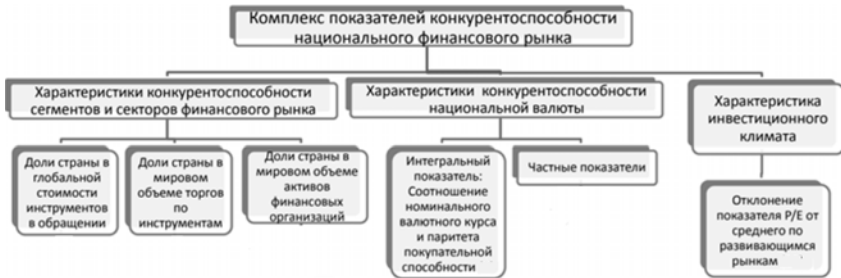 Комплекс показателей конкурентоспособности
национального финансового рынка
Характеристики конкурентоспособности
сегментов и секторов финансового рынка
Характеристики конкурентоспособности
национальной валюты
Характеристика
инвестиционного
климата
Доли страны в
глобальной
стоимости
инструментов
в обращении
Доли страны в
мировом
объеме торгов
по
инструментам
Доли страны в
мировом объеме
активов
финансовых
организаций
Интегральный
показатель:
Соотношение
номинального
валютного курса
и паритета
покупательной
способности
Частные показатели
Отклонение
показателя P/E от
среднего по
развивающимся
рынкам